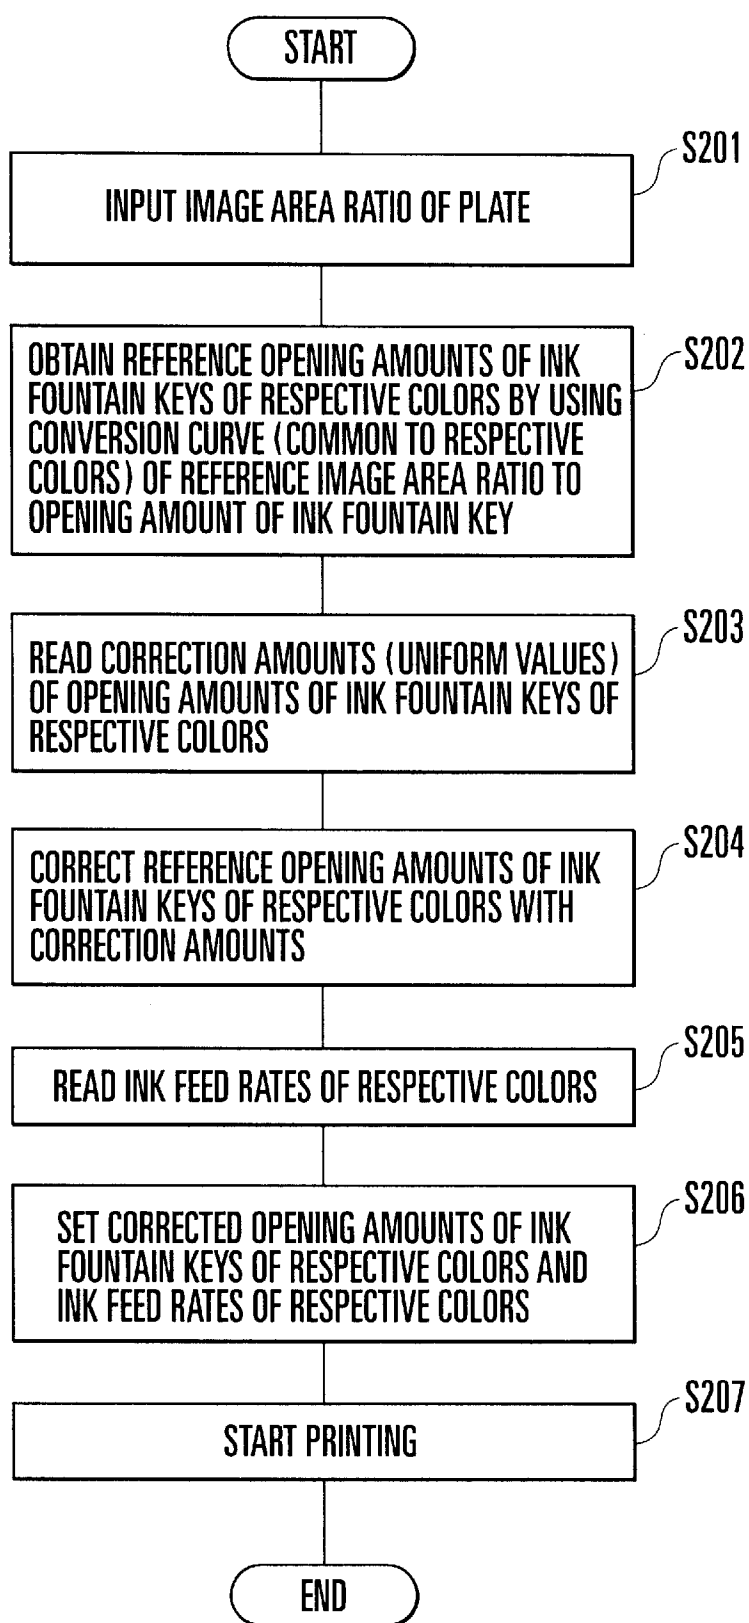 START
S201
INPUT IMAGE AREA RATIO OF PLATE
S202
OBTAIN REFERENCE OPENING AMOUNTS OF INK
FOUNTAIN KEYS OF RESPECTIVE COLORS BY USING
CONVERSION CURVE (COMMON TO RESPECTIVE
COLORS) OF REFERENCE IMAGE AREA RATIO TO
OPENING AMOUNT OF INK FOUNTAIN KEY
S203
READ CORRECTION AMOUNTS (UNIFORM VALUES)
OF OPENING AMOUNTS OF INK FOUNTAIN KEYS OF
RESPECTIVE COLORS
S204
CORRECT REFERENCE OPENING AMOUNTS OF INK
FOUNTAIN KEYS OF RESPECTIVE COLORS WITH
CORRECTION AMOUNTS
S205
READ INK FEED RATES OF RESPECTIVE COLORS
S206
SET CORRECTED OPENING AMOUNTS OF INK
FOUNTAIN KEYS OF RESPECTIVE COLORS AND
INK FEED RATES OF RESPECTIVE COLORS
S207
START PRINTING
END